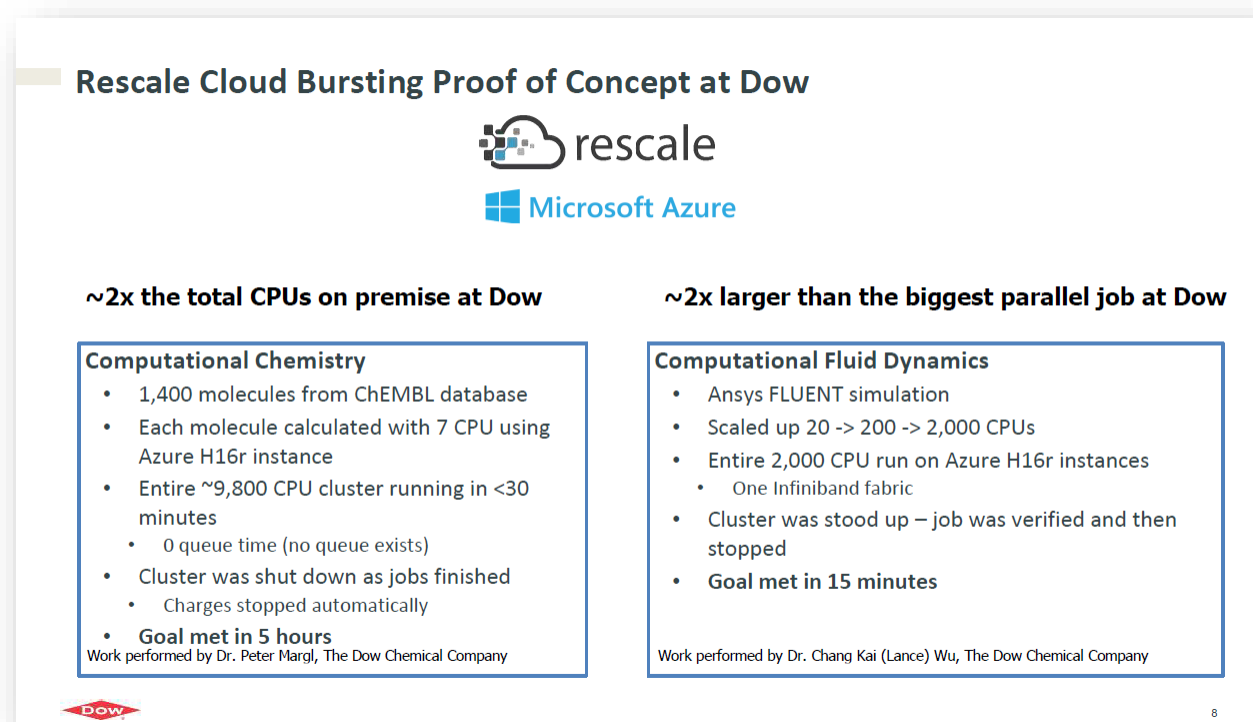 Rescale Cloud Bursting Proof of Concept at Dow
rescale
Microsoft Azure
~2x the total CPUs on premise at Dow
Computational Chemistry
• 1,400 molecules from ChEMBL database
• Each molecule calculated with 7 CPU using
Azure H16r instance
• Entire ~9,800 CPU cluster running in <30
minutes
• 0 queue time (no queue exists)
• Cluster was shut down as jobs finished
• Charges stopped automatically
• Goal met in 5 hours
Work performed by Dr. Peter Margl, The Dow Chemical Company
~2x larger than the biggest parallel job at Dow
Computational Fluid Dynamics
• Ansys FLUENT simulation
• Scaled up 20 -> 200 -> 2,000 CPUs
• Entire 2,000 CPU run on Azure H16r instances
• One Infiniband fabric
• Cluster was stood up – job was verified and then
stopped
• Goal met in 15 minutes
Work performed by Dr. Chang Kai (Lance) Wu, The Dow Chemical Company
DOW
8